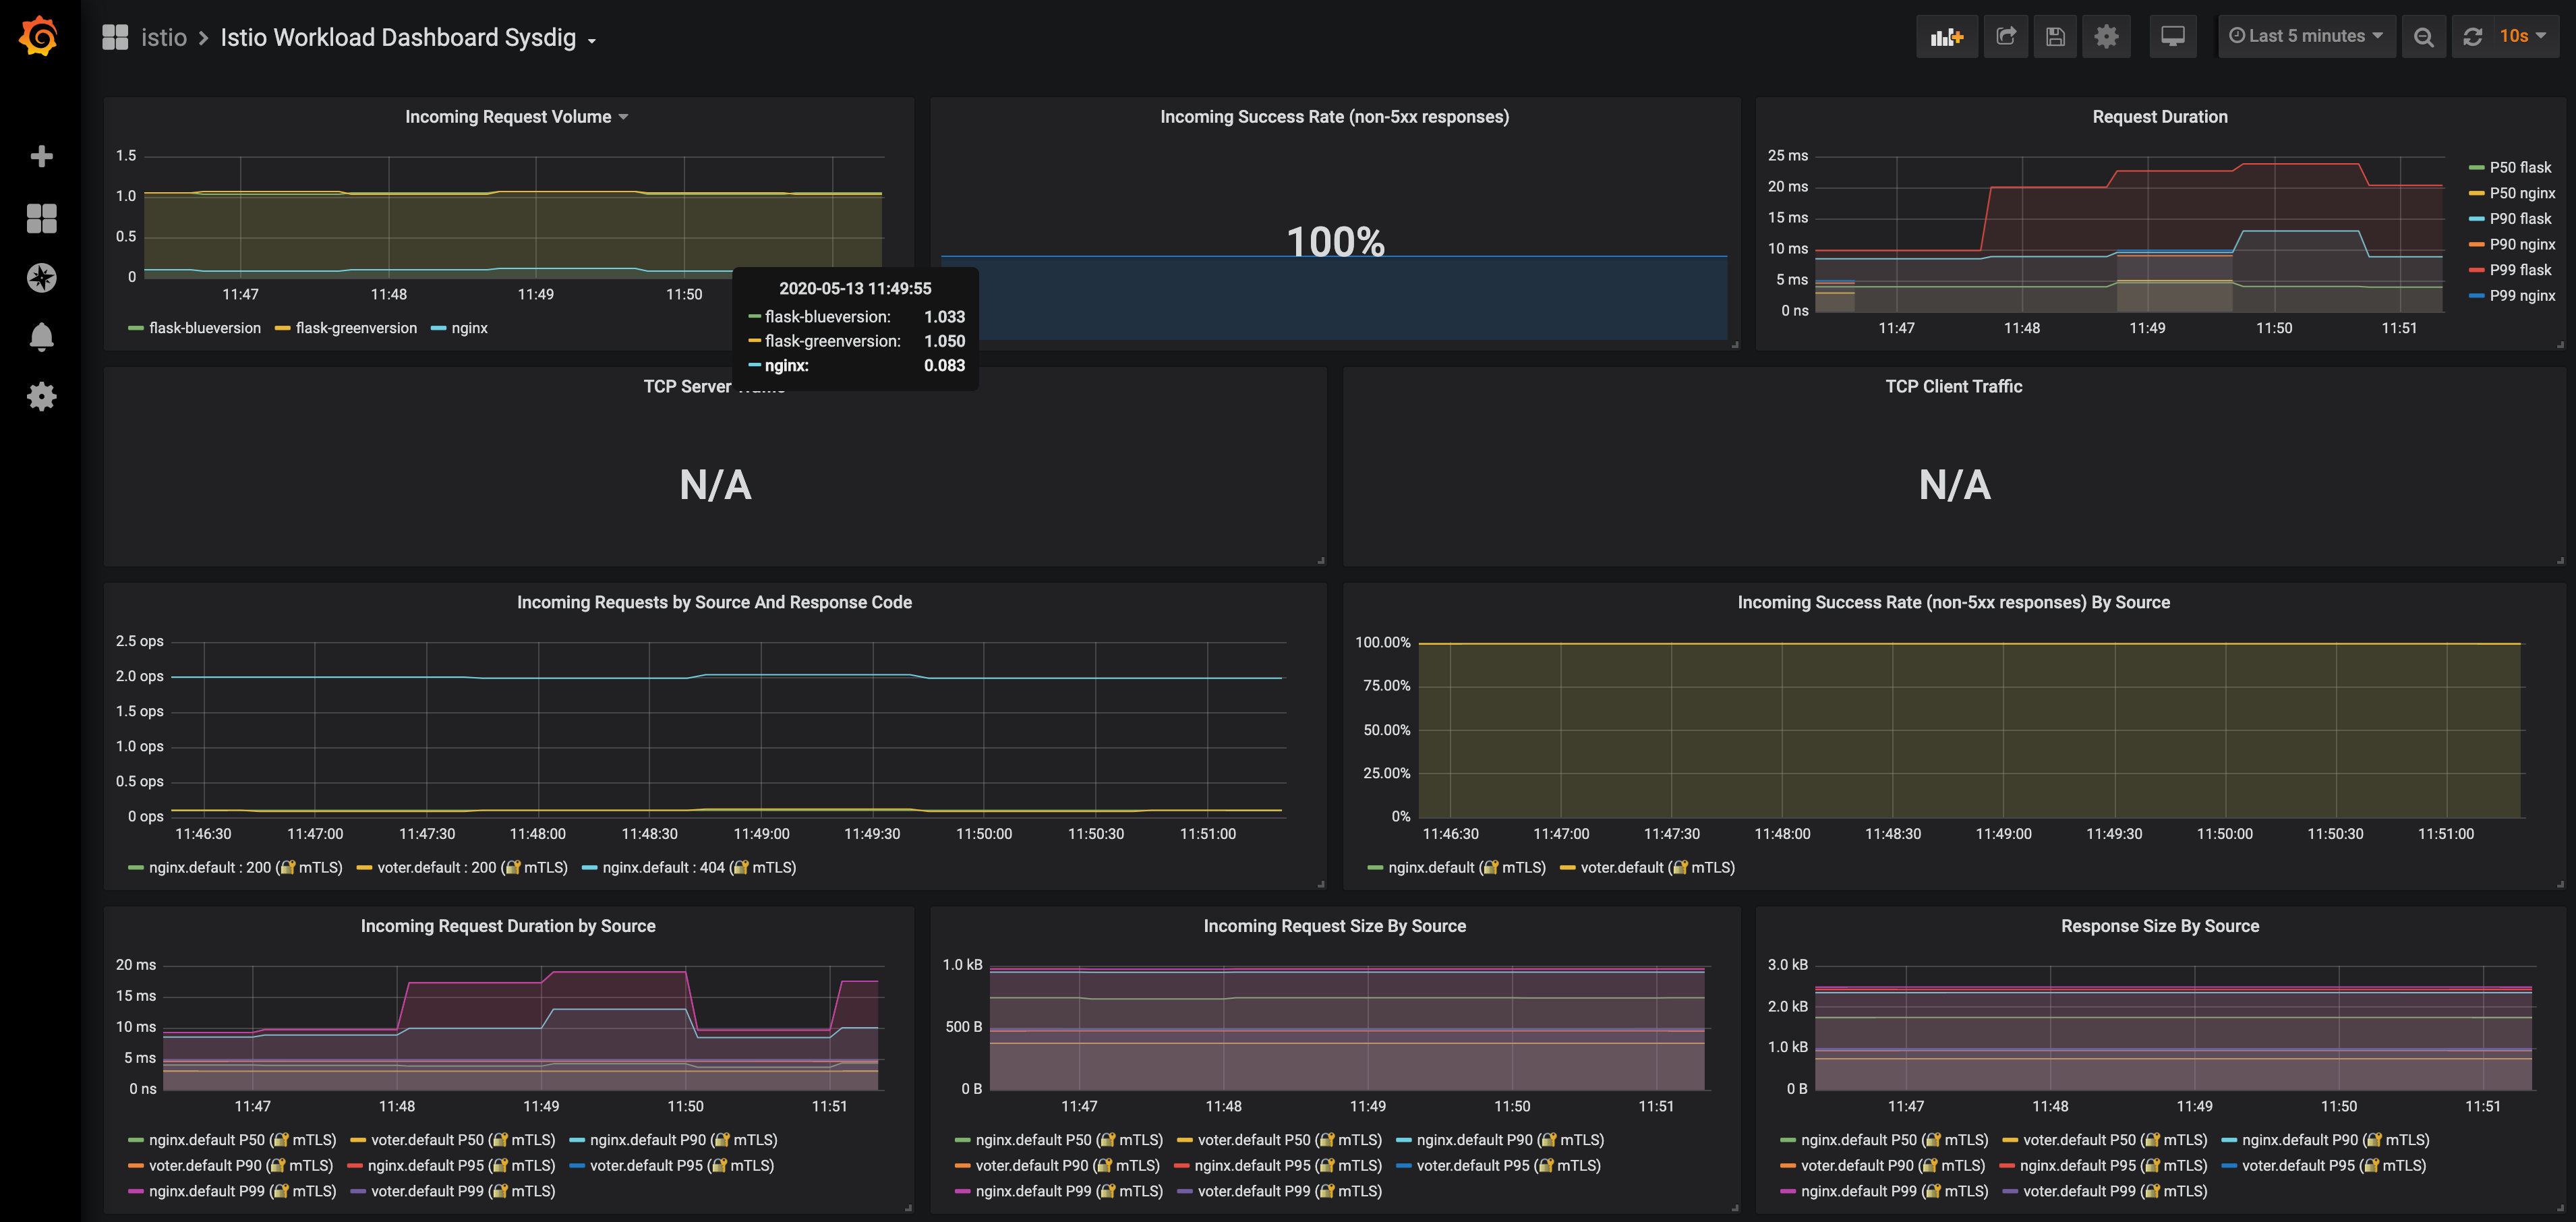 istio > Istio Workload Dashboard Sysdig
Last 5 minutes
10s
Incoming Request Volume
1.5
1.0
0.5
0
11:47 11:48 11:49 11:50
flask-blueversion flask-greenversion nginx
2020-05-13 11:49:55
flask-blueversion: 1.033
flask-greenversion: 1.050
nginx: 0.083
Incoming Success Rate (non-5xx responses)
100%
Request Duration
25 ms
20 ms
15 ms
10 ms
5 ms
0 ns
11:47 11:48 11:49 11:50 11:51
P50 flask
P50 nginx
P90 flask
P90 nginx
P99 flask
P99 nginx
TCP Server
N/A
TCP Client Traffic
N/A
Incoming Requests by Source And Response Code
2.5 ops
2.0 ops
1.5 ops
1.0 ops
0.5 ops
0 ops
11:46:30 11:47:00 11:47:30 11:48:00 11:48:30 11:49:00 11:49:30 11:50:00 11:50:30 11:51:00
nginx.default : 200 (🔐 mTLS) voter.default : 200 (🔐 mTLS) nginx.default : 404 (🔐 mTLS)
Incoming Success Rate (non-5xx responses) By Source
100.00%
75.00%
50.00%
25.00%
0%
11:46:30 11:47:00 11:47:30 11:48:00 11:48:30 11:49:00 11:49:30 11:50:00 11:50:30 11:51:00
nginx.default (🔐 mTLS) voter.default (🔐 mTLS)
Incoming Request Duration by Source
20 ms
15 ms
10 ms
5 ms
0 ns
11:47 11:48 11:49 11:50 11:51
nginx.default P50 (🔐 mTLS) voter.default P50 (🔐 mTLS) nginx.default P90 (🔐 mTLS)
voter.default P90 (🔐 mTLS) nginx.default P95 (🔐 mTLS) voter.default P95 (🔐 mTLS)
nginx.default P99 (🔐 mTLS) voter.default P99 (🔐 mTLS)
Incoming Request Size By Source
1.0 kB
500 B
0 B
11:47 11:48 11:49 11:50 11:51
nginx.default P50 (🔐 mTLS) voter.default P50 (🔐 mTLS) nginx.default P90 (🔐 mTLS)
voter.default P90 (🔐 mTLS) nginx.default P95 (🔐 mTLS) voter.default P95 (🔐 mTLS)
nginx.default P99 (🔐 mTLS) voter.default P99 (🔐 mTLS)
Response Size By Source
3.0 kB
2.0 kB
1.0 kB
0 B
11:47 11:48 11:49 11:50 11:51
nginx.default P50 (🔐 mTLS) voter.default P50 (🔐 mTLS) nginx.default P90 (🔐 mTLS)
voter.default P90 (🔐 mTLS) nginx.default P95 (🔐 mTLS) voter.default P95 (🔐 mTLS)
nginx.default P99 (🔐 mTLS) voter.default P99 (🔐 mTLS)